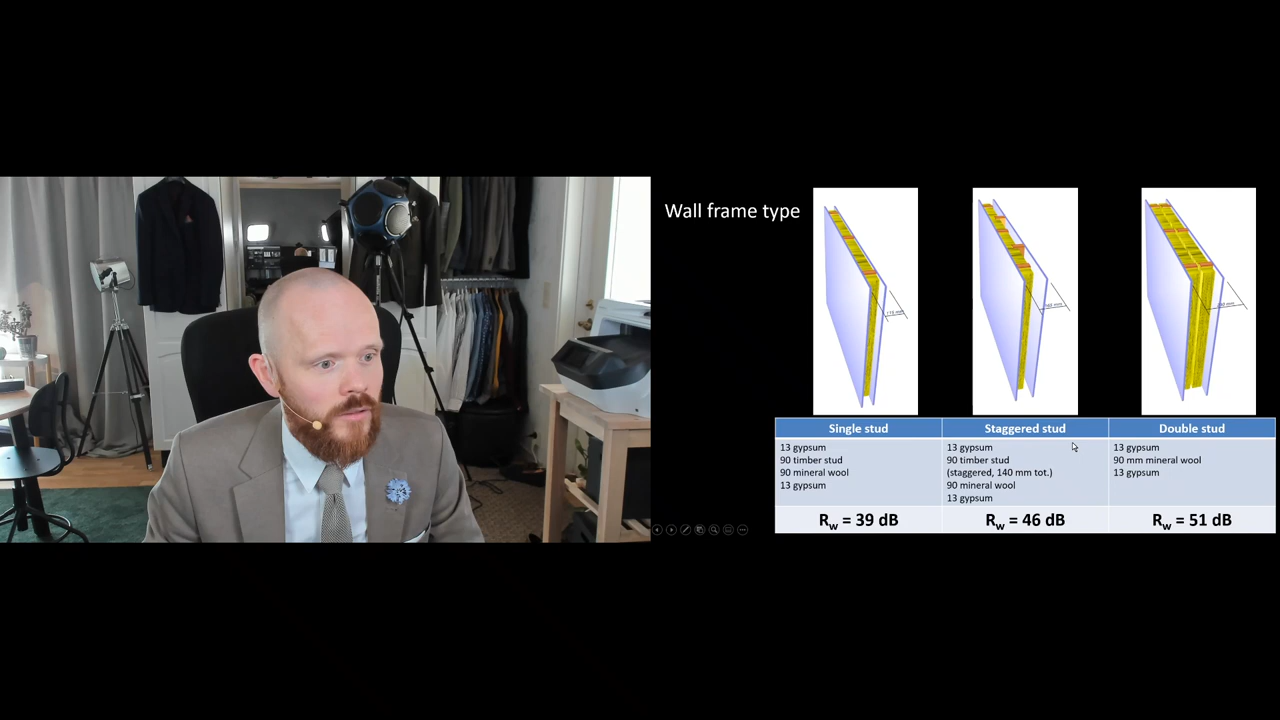 Wall frame type
Single stud
13 gypsum
90 timber stud
90 mineral wool
13 gypsum
Rw = 39 dB
Staggered stud
13 gypsum
90 timber stud
(staggered, 140 mm tot.)
90 mineral wool
13 gypsum
Rw = 46 dB
Double stud
13 gypsum
90 mm mineral wool
13 gypsum
Rw = 51 dB